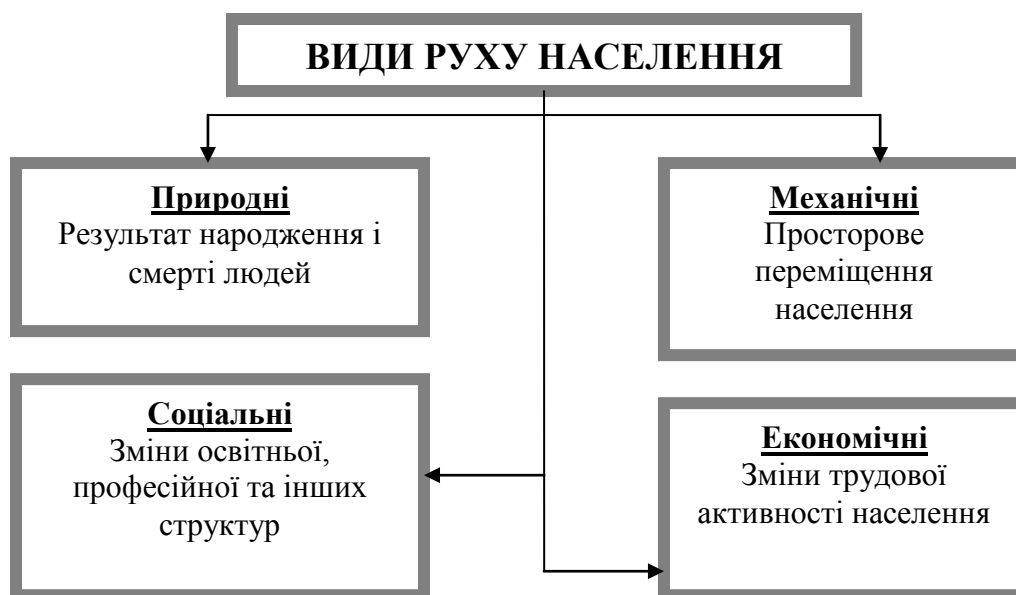 ВИДИ РУХУ НАСЕЛЕННЯ
Природні
Результат народження і
смерті людей
Механічні
Просторове
переміщення
населення
Соціальні
Зміни освітньої,
професійної та інших
структур
Економічні
Зміни трудової
активності населення